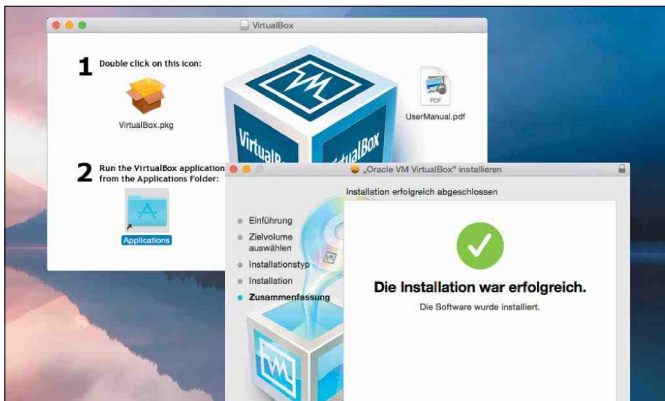 VirtualBox
1 Double click on this icon:
VirtualBox.pkg
PDF
UserManual.pdf
2 Run the VirtualBox application
from the Applications Folder:
Applications
VirtualBox
„Oracle VM VirtualBox“ installieren
Installation erfolgreich abgeschlossen
Einführung
Zielvolume
auswählen
Installationstyp
Installation
Zusammenfassung
Die Installation war erfolgreich.
Die Software wurde installiert.